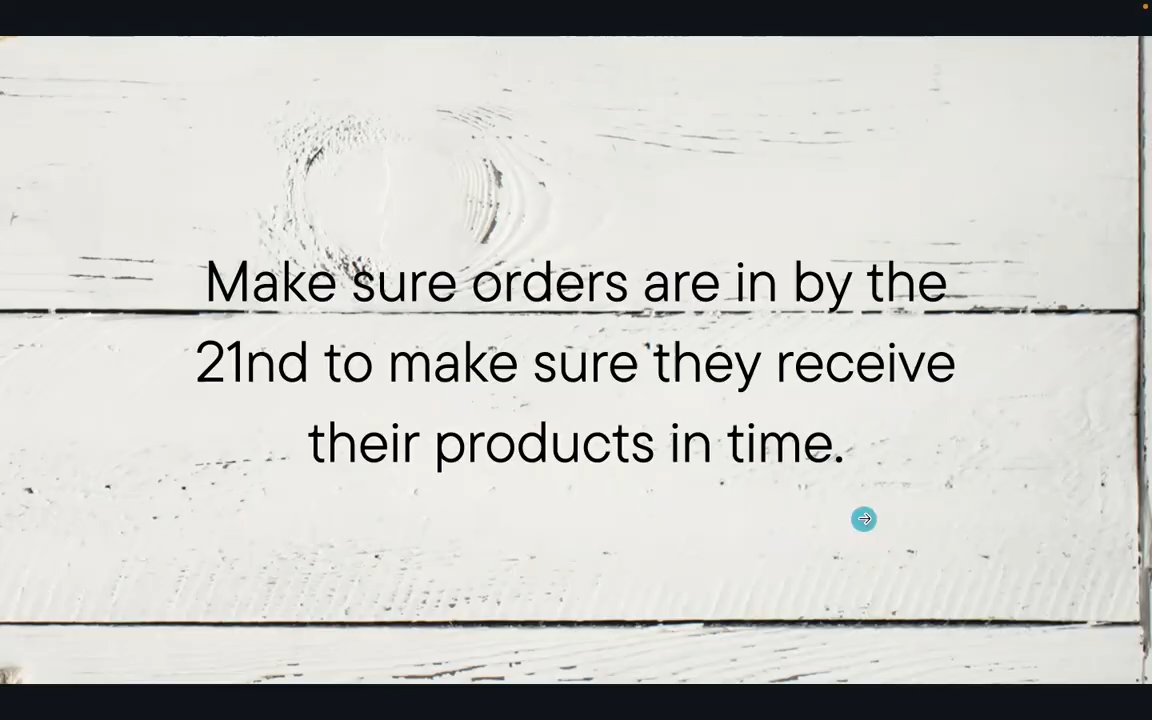 Make sure orders are in by the
21nd to make sure they receive
their products in time.